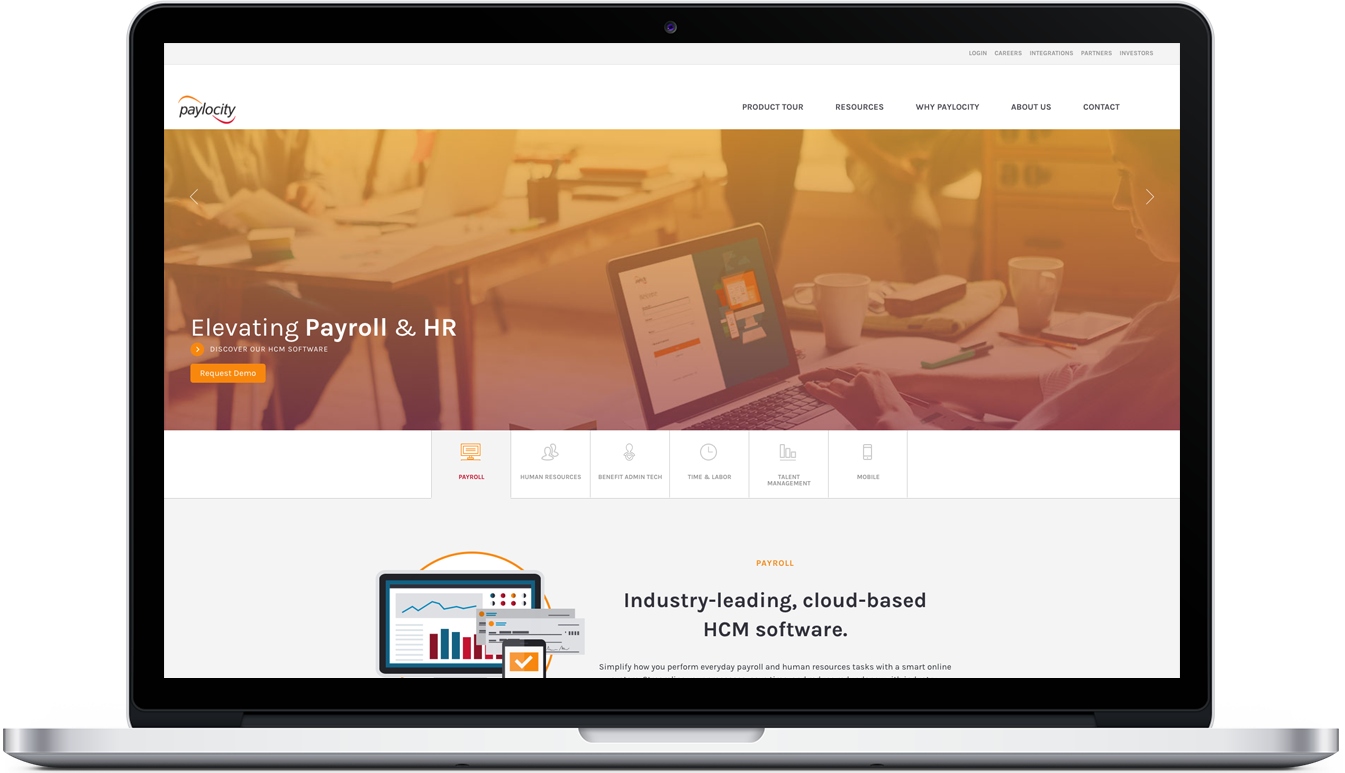 LOGIN CAREERS INTEGRATIONS PARTNERS INVESTORS
paylocity
PRODUCT TOUR RESOURCES WHY PAYLOCITY ABOUT US CONTACT
Elevating Payroll & HR
DISCOVER OUR HCM SOFTWARE
Request Demo
PAYROLL HUMAN RESOURCES BENEFIT ADMIN TECH TIME & LABOR TALENT MANAGEMENT MOBILE
PAYROLL
Industry-leading, cloud-based
HCM software.
Simplify how you perform everyday payroll and human resources tasks with a smart online